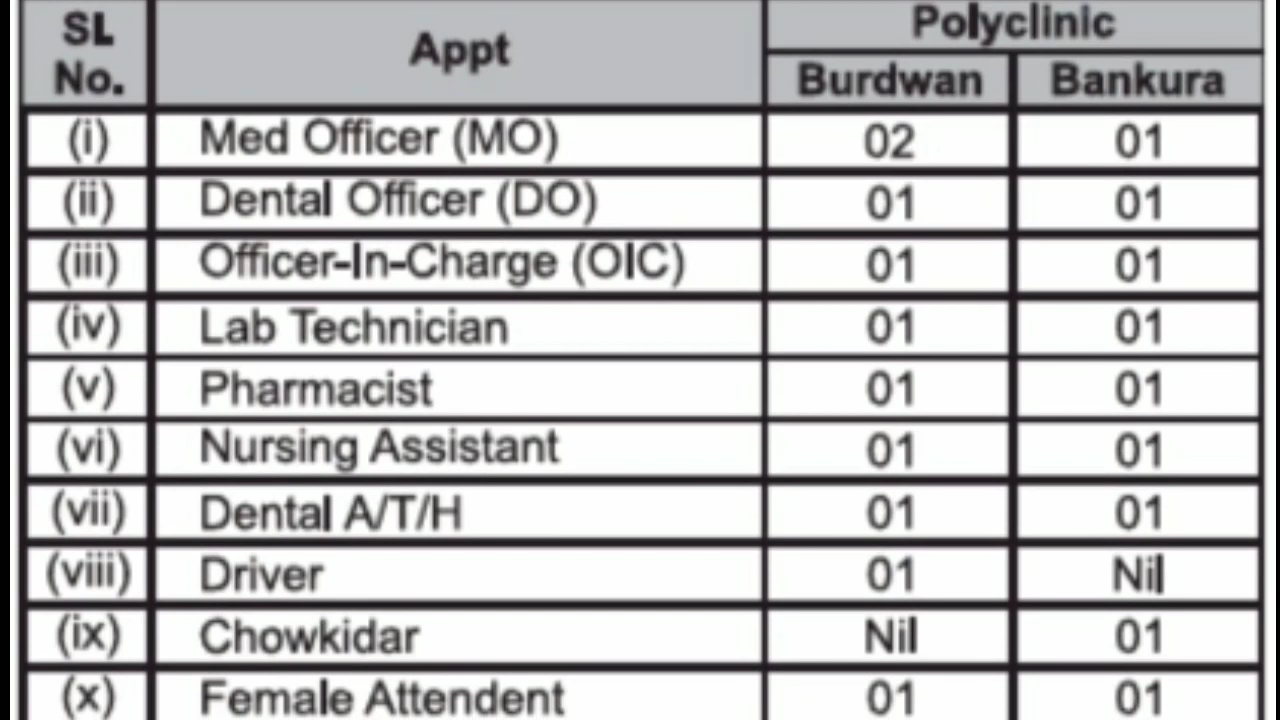 SL No. Appt Polyclinic
Burdwan Bankura
(i) Med Officer (MO) 02 01
(ii) Dental Officer (DO) 01 01
(iii) Officer-In-Charge (OIC) 01 01
(iv) Lab Technician 01 01
(v) Pharmacist 01 01
(vi) Nursing Assistant 01 01
(vii) Dental A/T/H 01 01
(viii) Driver 01 Nil
(ix) Chowkidar Nil 01
(x) Female Attendent 01 01